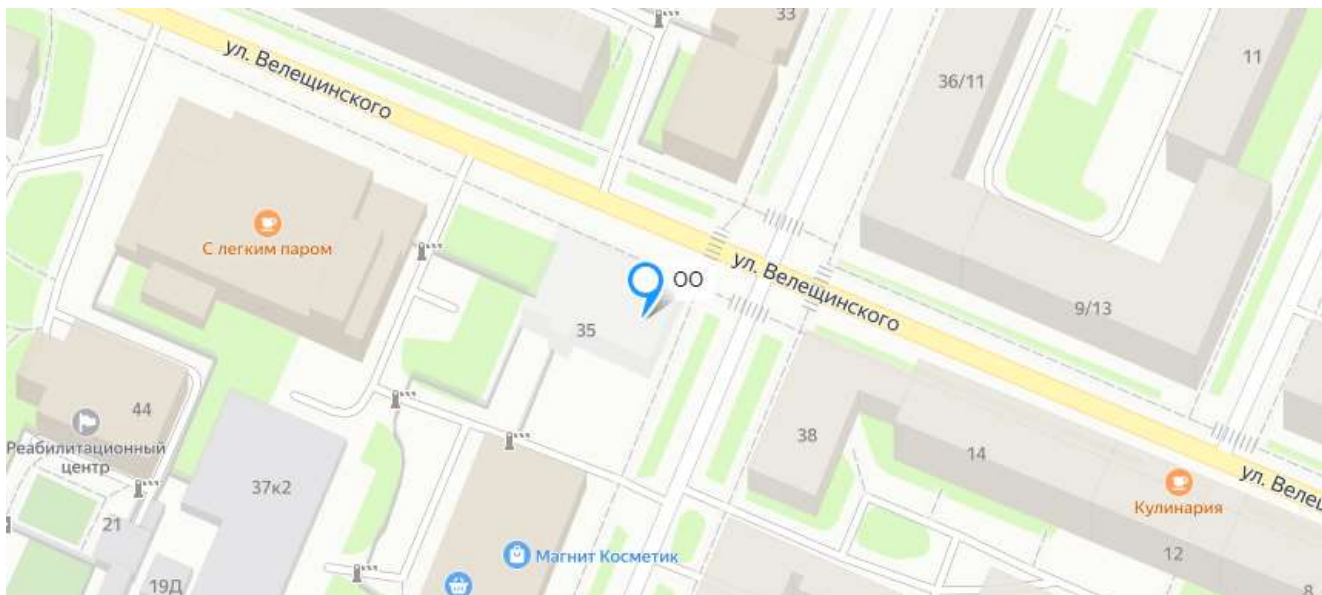 33
ул. Велещинского
36/11
11
С легким паром
ОО
ул. Велещинского
35
9/13
44
Реабилитационный
центр
38
14
ул. Велещ
37к2
Кулинария
21
Магнит Косметик
12
19Д
8